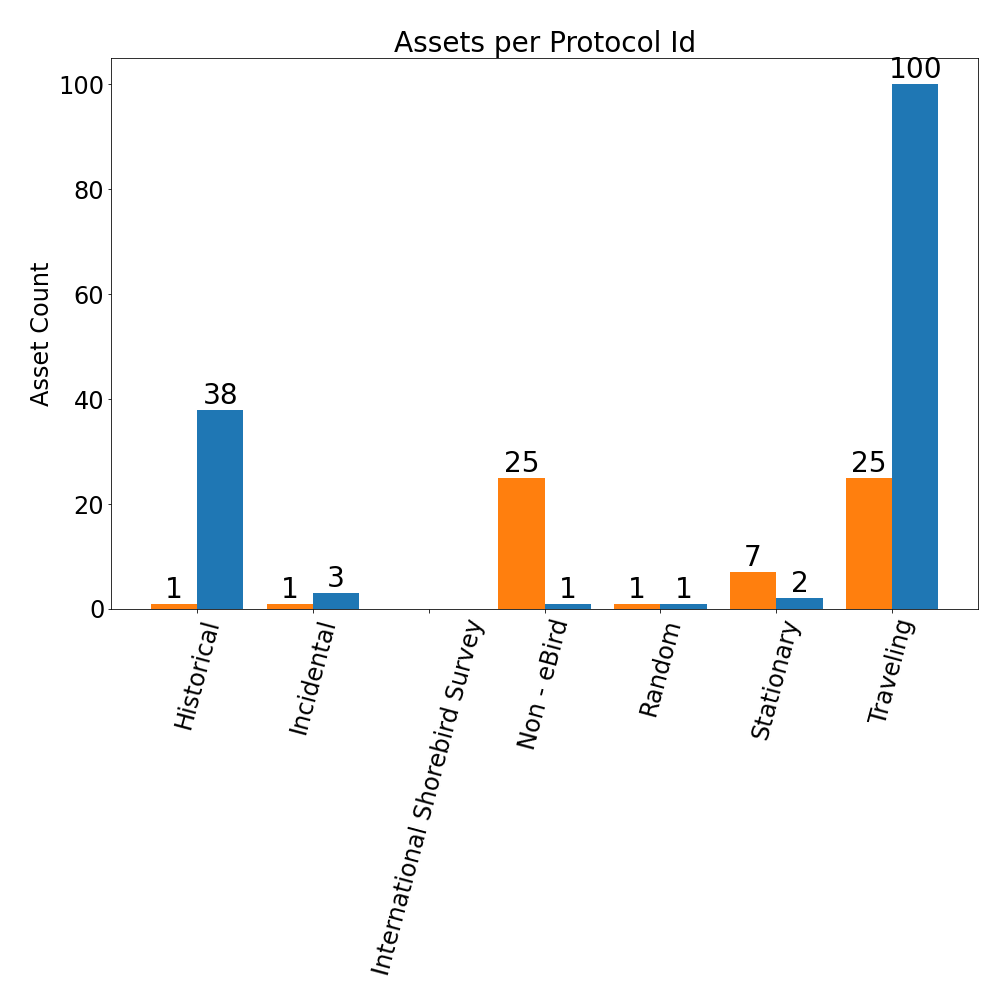 Assets per Protocol Id
Asset Count
100
80
60
40
20
0
1
38
1
3
25
1
1
1
7
2
25
100
Historical
Incidental
International Shorebird Survey
Non - eBird
Random
Stationary
Traveling